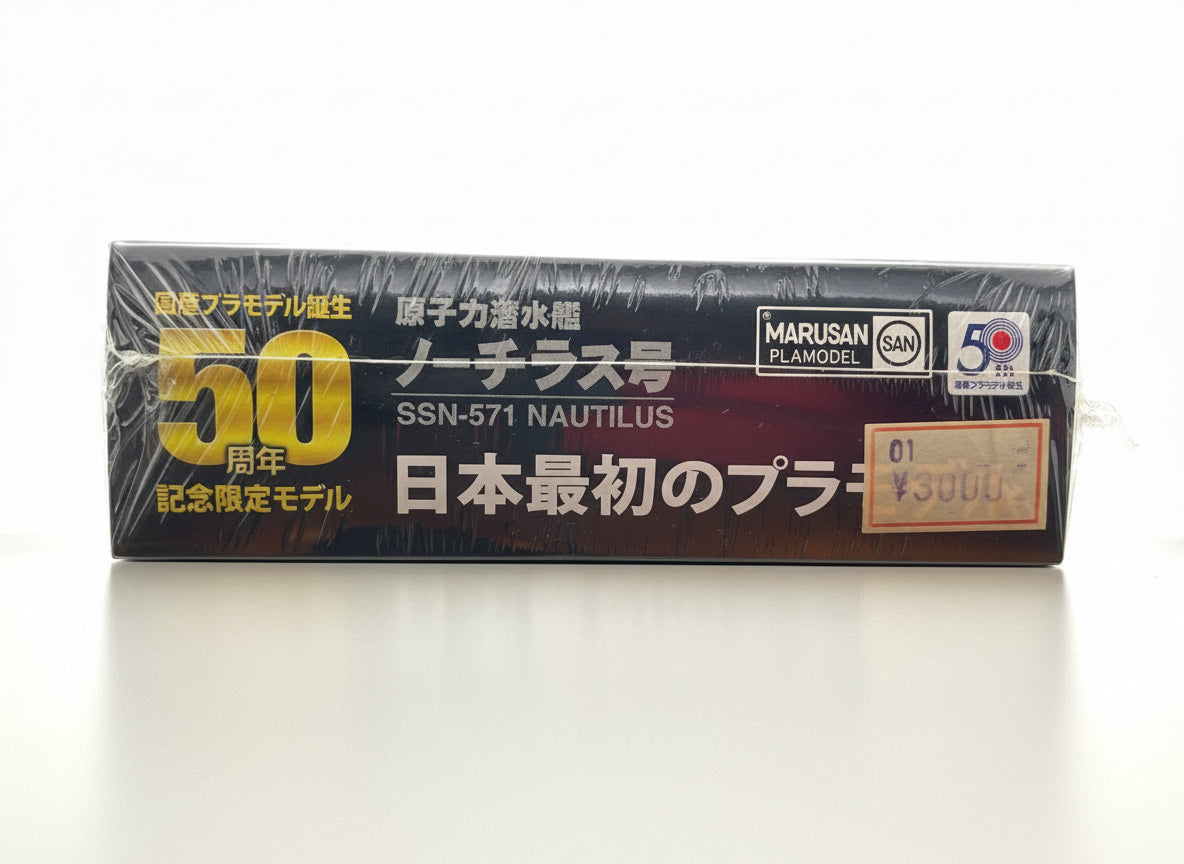 国産プラモデル誕生
50
周年
記念限定モデル
原子力潜水艦
ノーチラス号
SSN-571 NAUTILUS
日本最初のプラモ
MARUSAN
PLAMODEL
SAN
50
01
¥3000